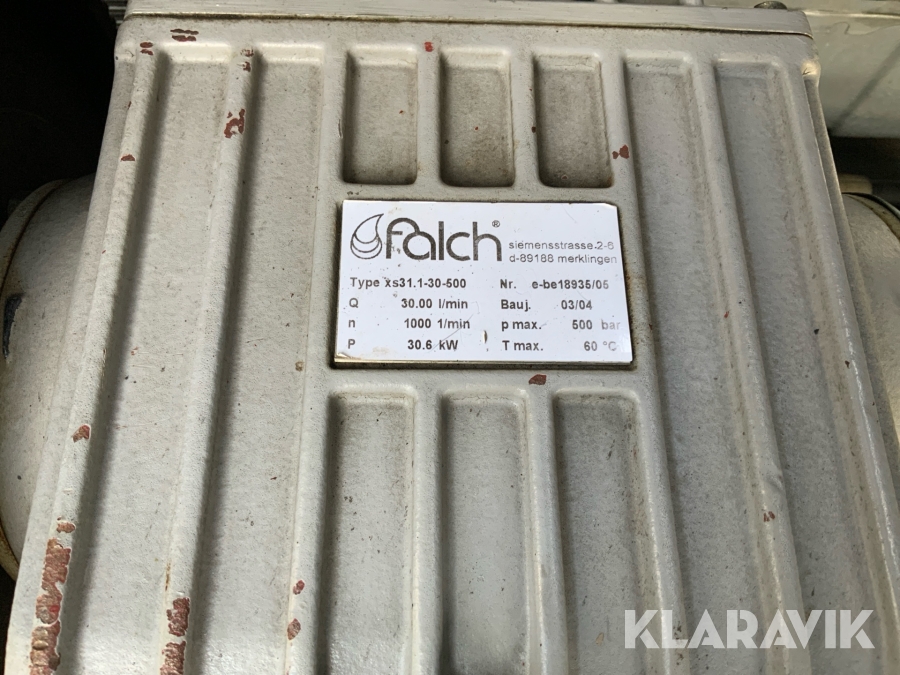 Falch® siemensstrasse.2-6
d-89188 merklingen
Type xs31.1-30-500 Nr. e-be18935/05
Q 30.00 l/min Bauj. 03/04
n 1000 1/min p max. 500 bar
P 30.6 kW T max. 60 °C
KLARAVIK